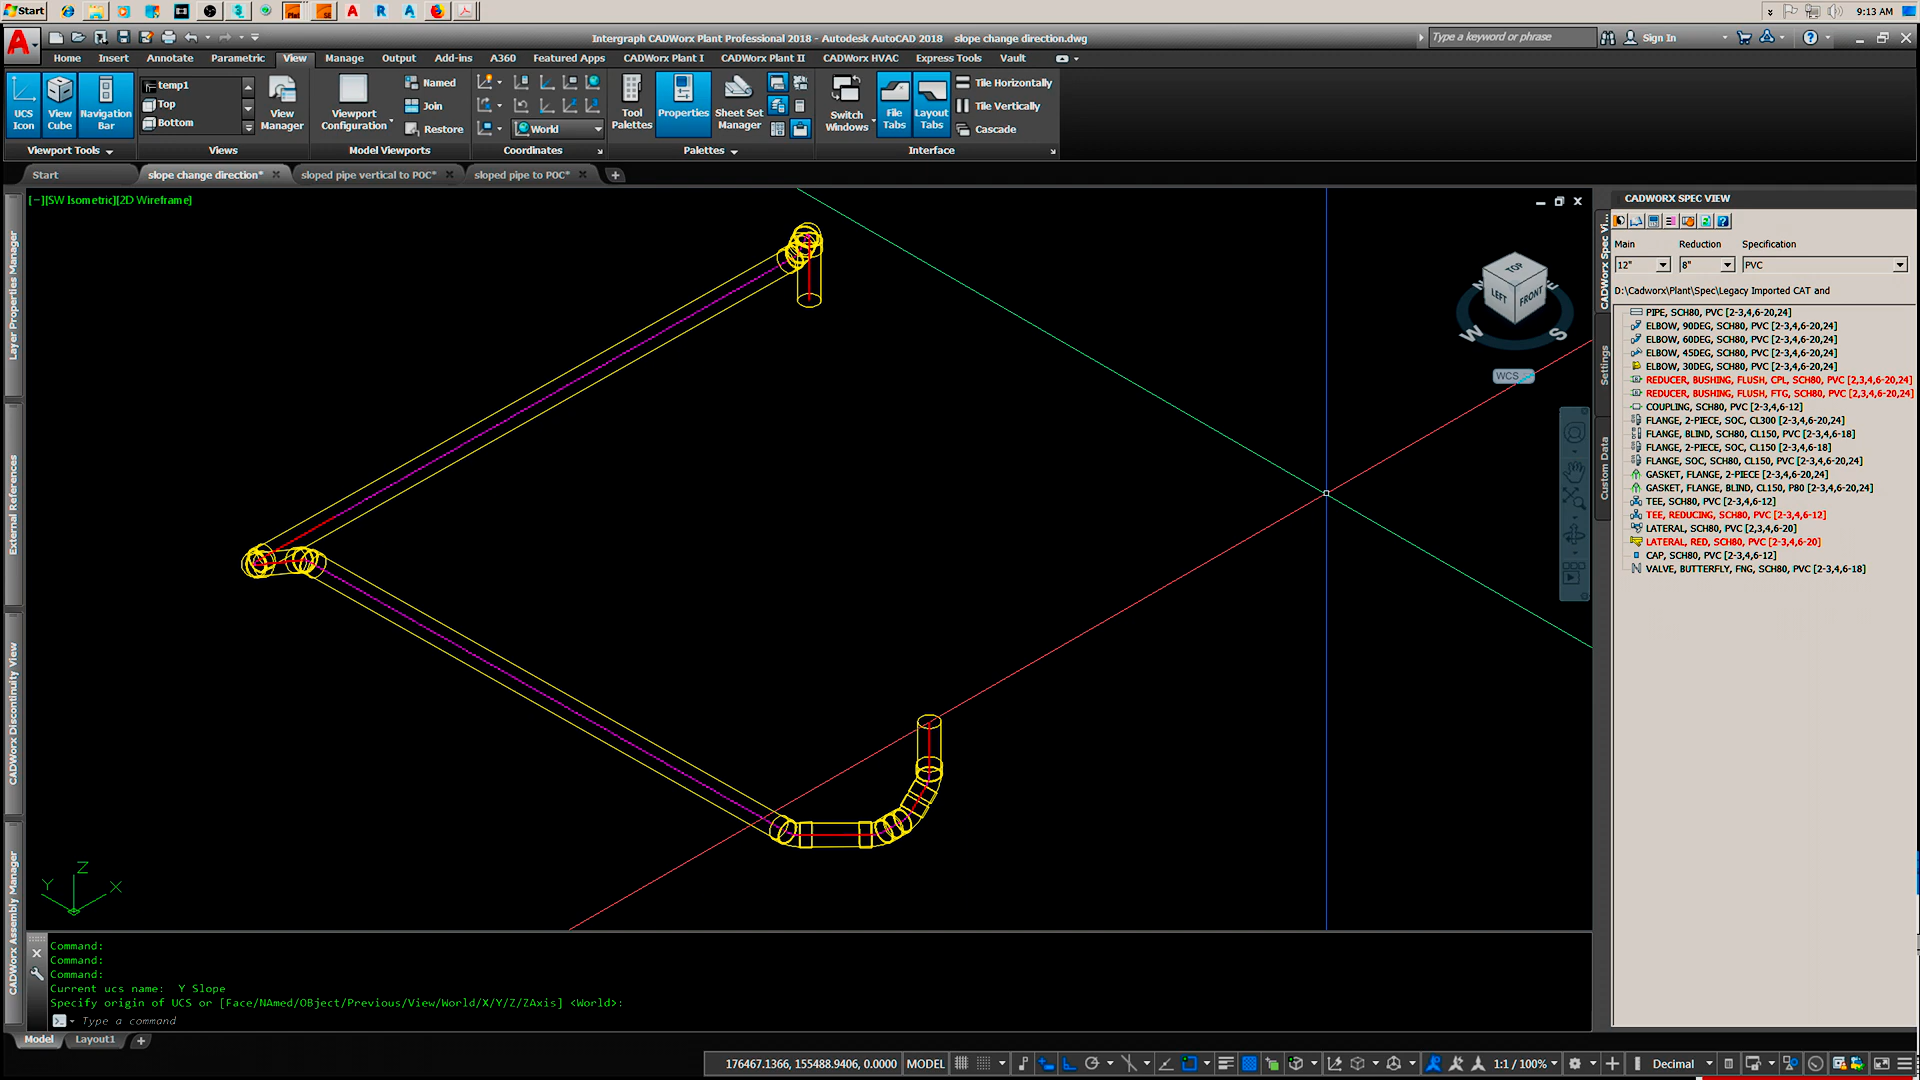 Start
9:13 AM
Intergraph CADWorx Plant Professional 2018 - Autodesk AutoCAD 2018 slope change direction.dwg
Type a keyword or phrase
Sign In
Home Insert Annotate Parametric View Manage Output Add-ins A360 Featured Apps CADWorx Plant I CADWorx Plant II CADWorx HVAC Express Tools Vault
UCS Icon
View Cube
Navigation Bar
temp1
Top
Bottom
View Manager
Viewport Configuration
Named
Join
Restore
World
Tool Palettes
Properties
Sheet Set Manager
Switch Windows
File Tabs
Layout Tabs
Tile Horizontally
Tile Vertically
Cascade
Viewport Tools Views Model Viewports Coordinates Palettes Interface
Start slope change direction* sloped pipe vertical to POC* sloped pipe to POC*
[−][SW Isometric][2D Wireframe]
Layer Properties Manager
External References
CADWorx Discontinuity View
CADWorx Assembly Manager
TOP
LEFT
FRONT
N
E
W
S
WCS
Z
Y
X
CADWorx Spec Vi...
Settings
Custom Data
CADWORX SPEC VIEW
Main Reduction Specification
12" 8" PVC
D:\Cadworx\Plant\Spec\Legacy Imported CAT and
PIPE, SCH80, PVC [2-3,4,6-20,24]
ELBOW, 90DEG, SCH80, PVC [2-3,4,6-20,24]
ELBOW, 60DEG, SCH80, PVC [2-3,4,6-20,24]
ELBOW, 45DEG, SCH80, PVC [2-3,4,6-20,24]
ELBOW, 30DEG, SCH80, PVC [2-3,4,6-20,24]
REDUCER, BUSHING, FLUSH, CPL, SCH80, PVC [2,3,4,6-20,24]
REDUCER, BUSHING, FLUSH, FTG, SCH80, PVC [2,3,4,6-20,24]
COUPLING, SCH80, PVC [2-3,4,6-12]
FLANGE, 2-PIECE, SOC, CL300 [2-3,4,6-20,24]
FLANGE, BLIND, SCH80, CL150, PVC [2-3,4,6-18]
FLANGE, 2-PIECE, SOC, CL150 [2-3,4,6-18]
FLANGE, SOC, SCH80, CL150, PVC [2-3,4,6-20,24]
GASKET, FLANGE, 2-PIECE [2-3,4,6-20,24]
GASKET, FLANGE, BLIND, CL150, P80 [2-3,4,6-20,24]
TEE, SCH80, PVC [2-3,4,6-12]
TEE, REDUCING, SCH80, PVC [2-3,4,6-12]
LATERAL, SCH80, PVC [2,3,4,6-20]
LATERAL, RED, SCH80, PVC [2-3,4,6-20]
CAP, SCH80, PVC [2-3,4,6-12]
VALVE, BUTTERFLY, FNG, SCH80, PVC [2-3,4,6-18]
Command:
Command:
Command:
Current ucs name: Y Slope
Specify origin of UCS or [Face/NAmed/OBject/Previous/View/World/X/Y/Z/ZAxis] <World>:
Type a command
Model Layout1
176467.1366, 155488.9406, 0.0000 MODEL 1:1 / 100% Decimal